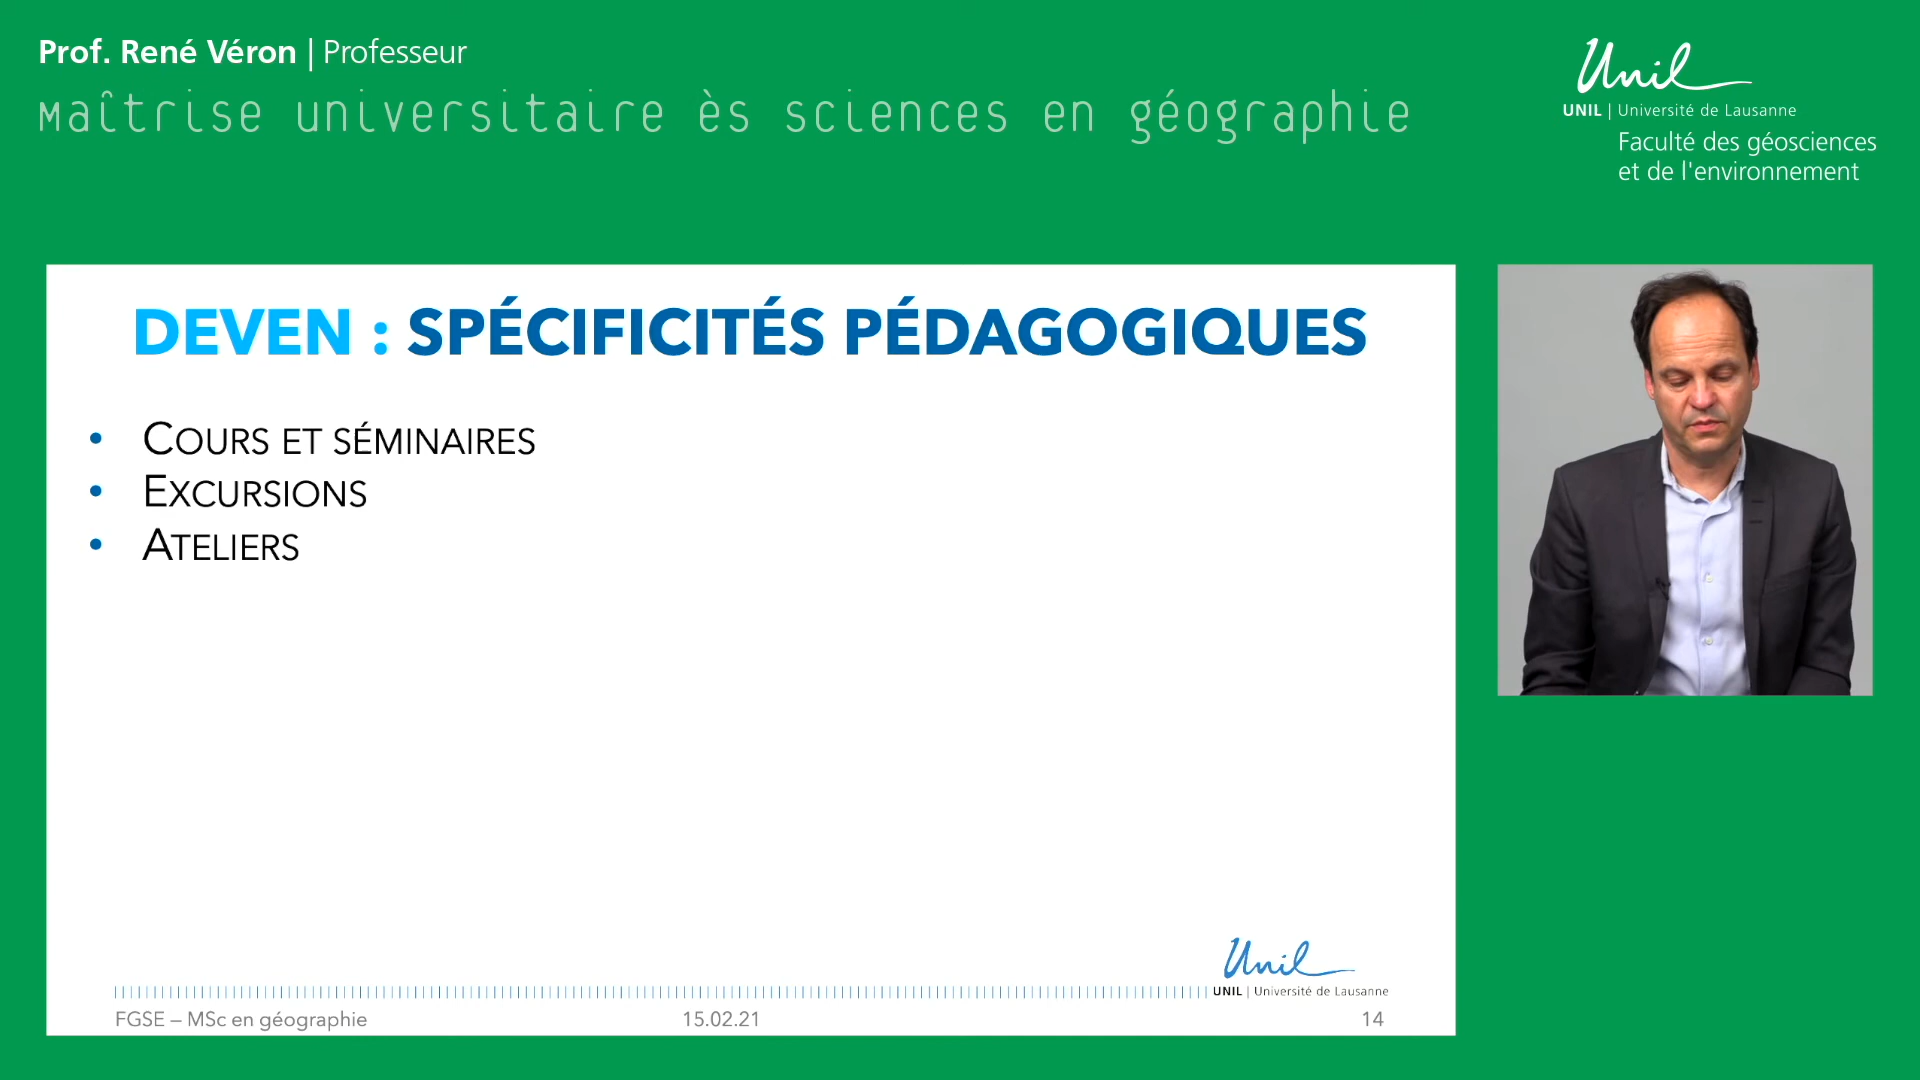 Prof. René Véron | Professeur
Maîtrise universitaire ès sciences en géographie
Unil
UNIL | Université de Lausanne
Faculté des géosciences
et de l'environnement
DEVEN : SPÉCIFICITÉS PÉDAGOGIQUES
• COURS ET SÉMINAIRES
• EXCURSIONS
• ATELIERS
Unil
UNIL | Université de Lausanne
FGSE – MSc en géographie 15.02.21 14